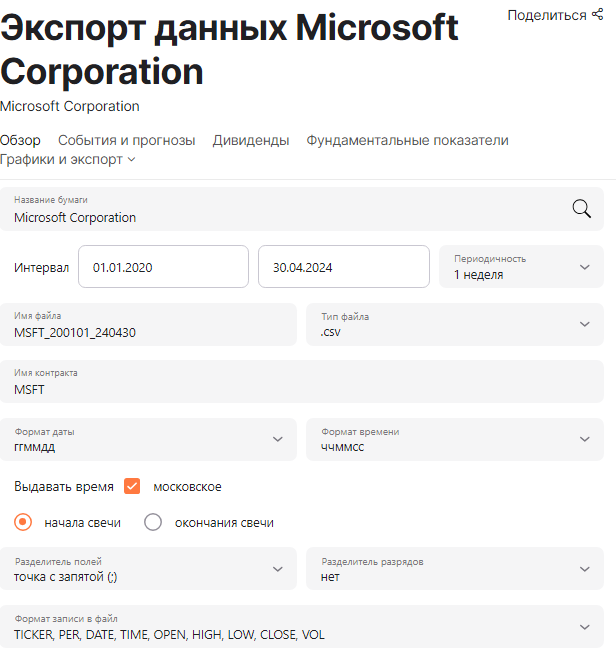 Поделиться
Экспорт данных Microsoft
Corporation
Microsoft Corporation
Обзор События и прогнозы Дивиденды Фундаментальные показатели
Графики и экспорт
Название бумаги
Microsoft Corporation
Интервал 01.01.2020 30.04.2024 Периодичность
1 неделя
Имя файла Тип файла
MSFT_200101_240430 .csv
Имя контракта
MSFT
Формат даты Формат времени
ггммдд ччммсс
Выдавать время московское
начала свечи окончания свечи
Разделитель полей Разделитель разрядов
точка с запятой (;) нет
Формат записи в файл
TICKER, PER, DATE, TIME, OPEN, HIGH, LOW, CLOSE, VOL